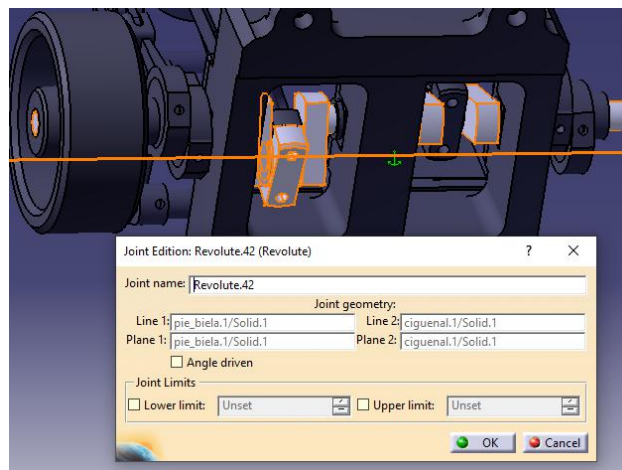 Joint Edition: Revolute.42 (Revolute) ? ×
Joint name: Revolute.42
Joint geometry:
Line 1: pie_biela.1/Solid.1 Line 2: ciguenal.1/Solid.1
Plane 1: pie_biela.1/Solid.1 Plane 2: ciguenal.1/Solid.1
Angle driven
Joint Limits
Lower limit: Unset Upper limit: Unset
OK Cancel